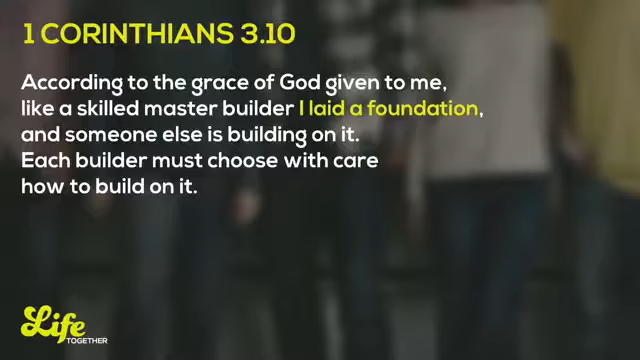 1 CORINTHIANS 3.10
According to the grace of God given to me,
like a skilled master builder I laid a foundation,
and someone else is building on it.
Each builder must choose with care
how to build on it.
Life
TOGETHER